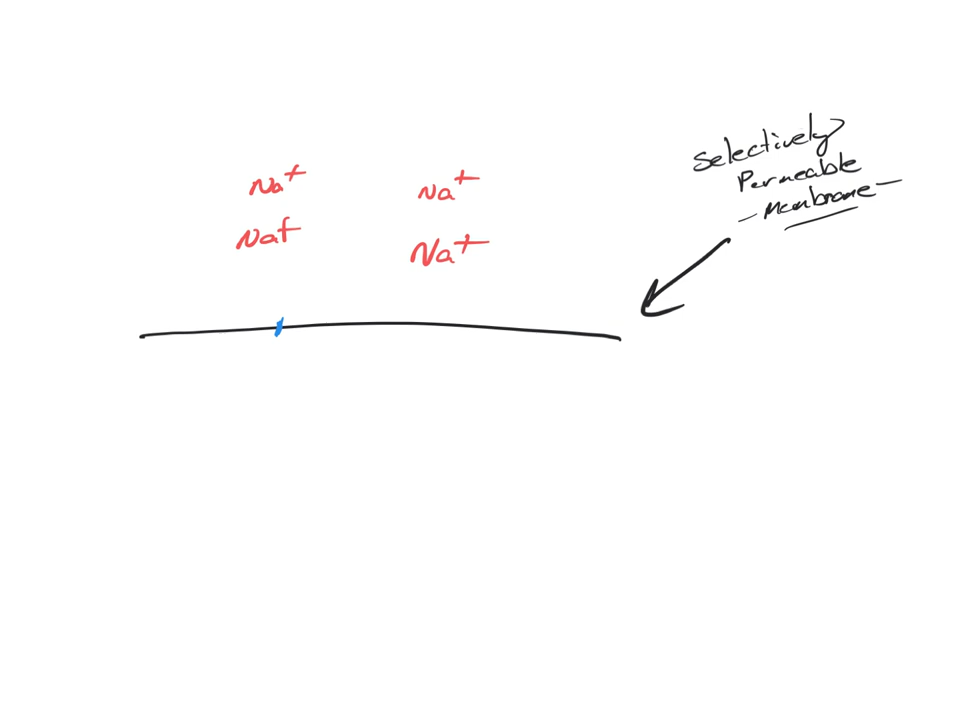 Selectively
Permeable
- Membrane -
Na+ Na+
Na+ Na+